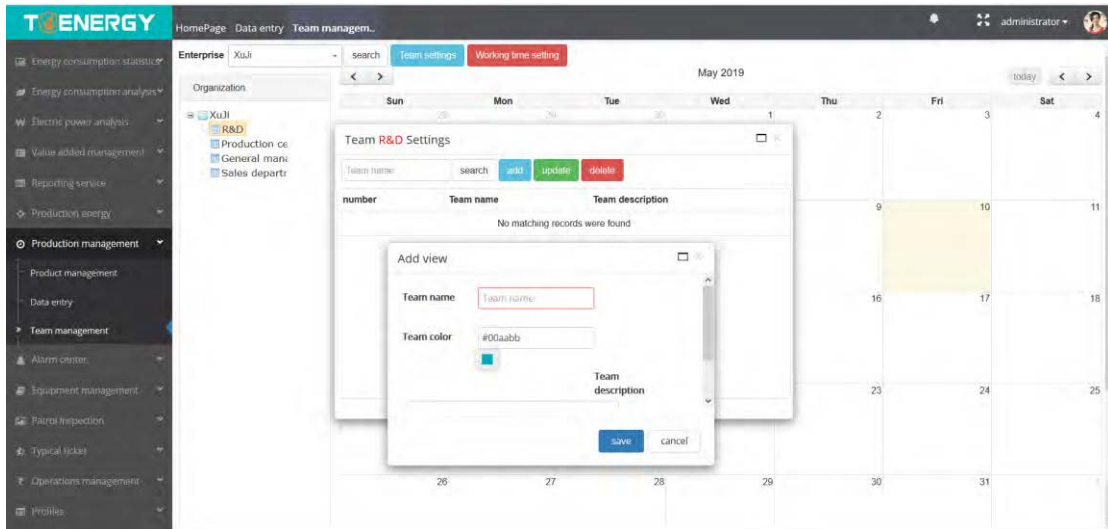 TGENERGY
HomePage Data entry Team managem..
administrator
Enterprise XuJi search Team settings Working time setting
Energy consumption statistics
Energy consumption analysis
Electric power analysis
Value added management
Reporting service
Production energy
Production management
Product management
Data entry
Team management
Alarm center
Equipment management
Patrol inspection
Typical ticket
Operations management
Profiles
Organization
XuJi
R&D
Production ce
General mana
Sales departr
May 2019
today
Sun Mon Tue Wed Thu Fri Sat
28 29 30 1 2 3 4
9 10 11
16 17 18
23 24 25
26 27 28 29 30 31 1
Team R&D Settings
Team name search add update delete
number Team name Team description
No matching records were found
Add view
Team name Team name
Team color #00aabb
Team
description
save cancel